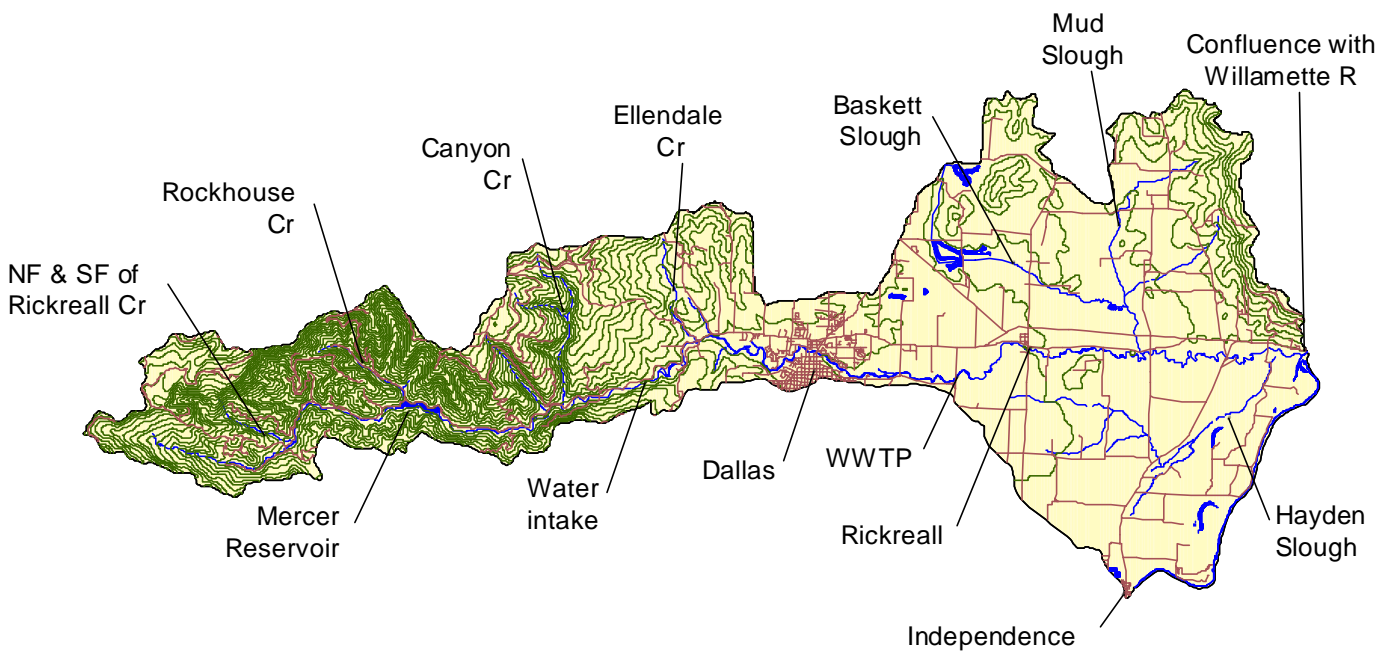 Mud
Slough
Confluence with
Willamette R
Baskett
Slough
Ellendale
Cr
Canyon
Cr
Rockhouse
Cr
NF & SF of
Rickreall Cr
Mercer
Reservoir
Water
intake
Dallas
WWTP
Rickreall
Hayden
Slough
Independence